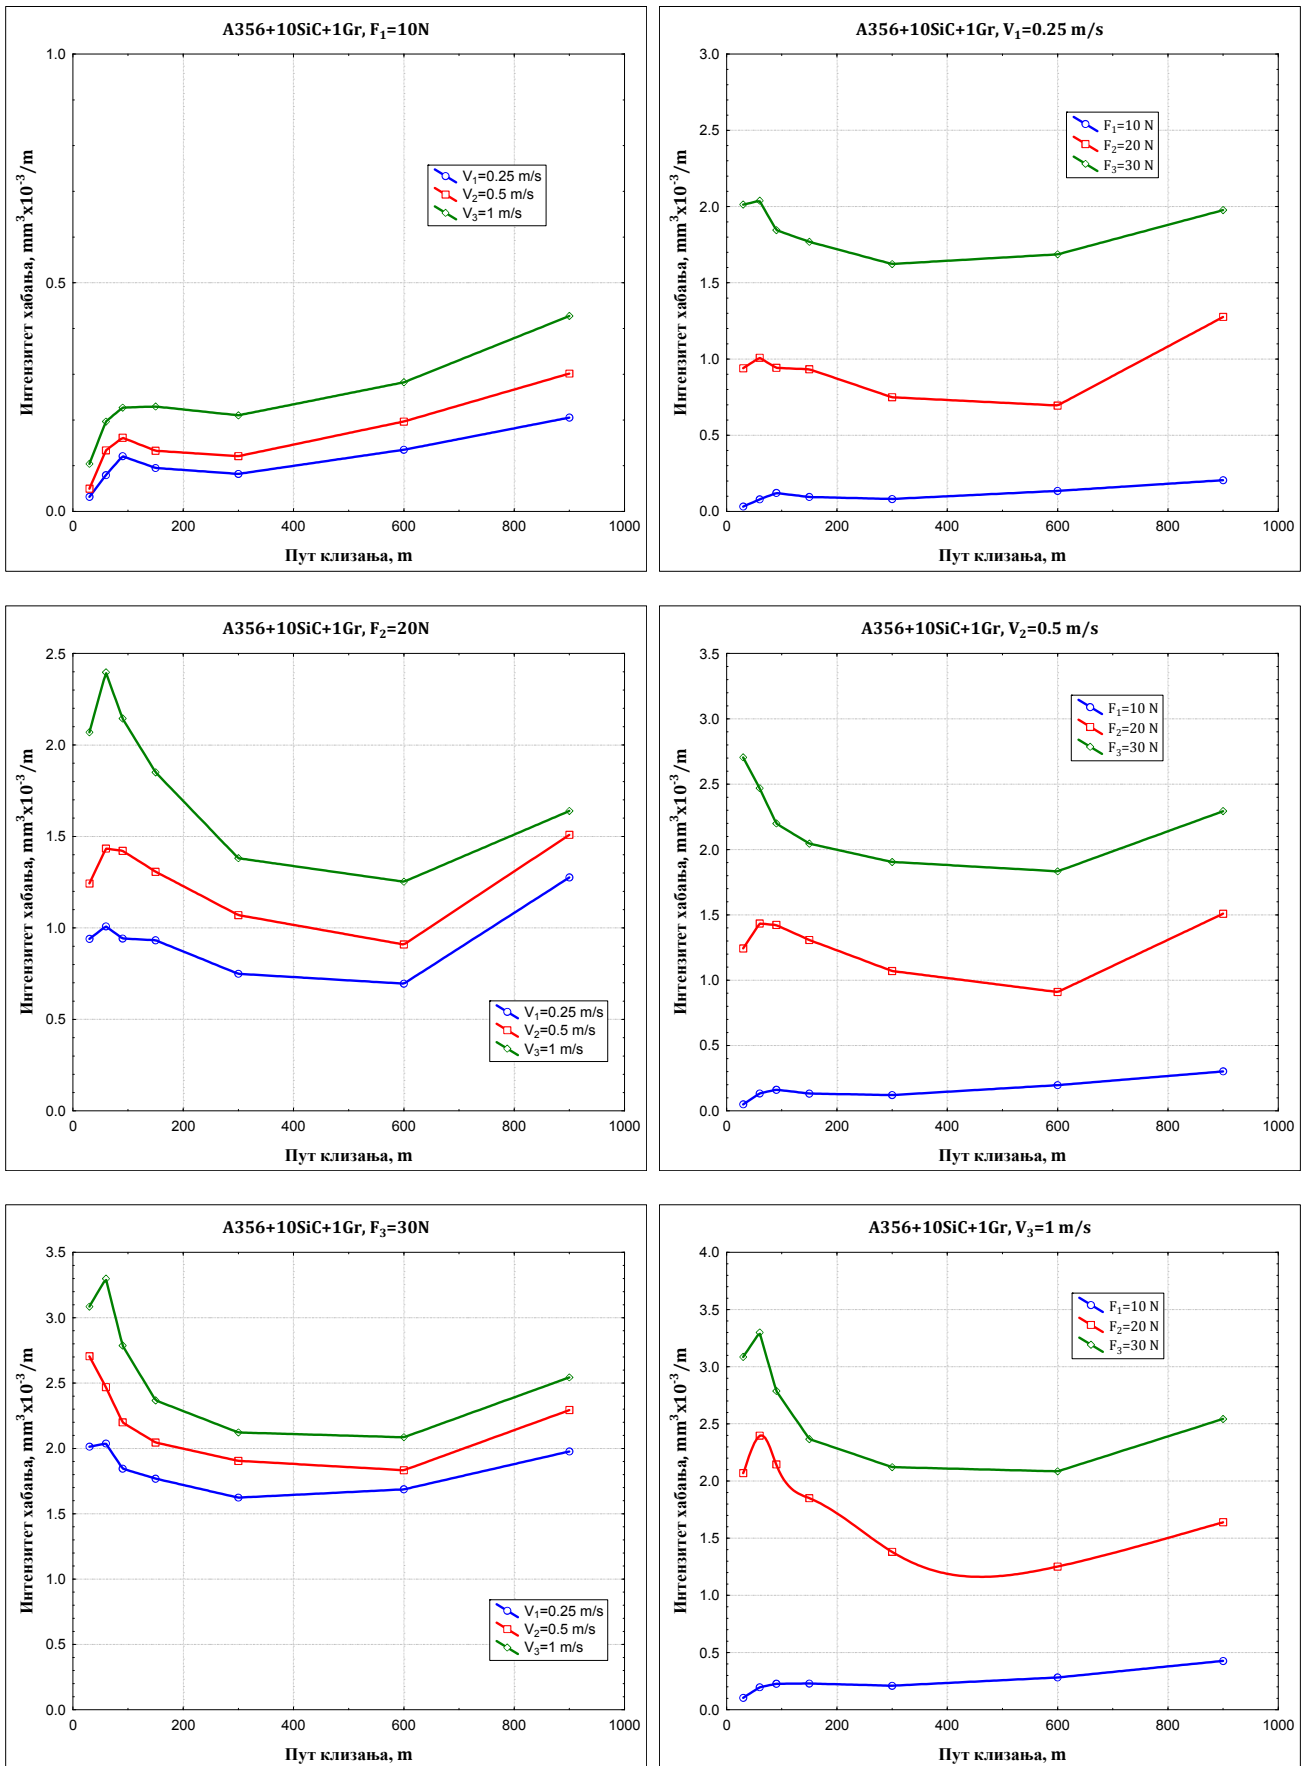 A356+10SiC+1Gr, F₁=10N
Интензитет хабања, mm³x10⁻³/m
1.0
0.5
0.0
V₁=0.25 m/s
V₂=0.5 m/s
V₃=1 m/s
0 200 400 600 800 1000
Пут клизања, m
A356+10SiC+1Gr, V₁=0.25 m/s
Интензитет хабања, mm³x10⁻³/m
3.0
2.5
2.0
1.5
1.0
0.5
0.0
F₁=10 N
F₂=20 N
F₃=30 N
0 200 400 600 800 1000
Пут клизања, m
A356+10SiC+1Gr, F₂=20N
Интензитет хабања, mm³x10⁻³/m
2.5
2.0
1.5
1.0
0.5
0.0
V₁=0.25 m/s
V₂=0.5 m/s
V₃=1 m/s
0 200 400 600 800 1000
Пут клизања, m
A356+10SiC+1Gr, V₂=0.5 m/s
Интензитет хабања, mm³x10⁻³/m
3.5
3.0
2.5
2.0
1.5
1.0
0.5
0.0
F₁=10 N
F₂=20 N
F₃=30 N
0 200 400 600 800 1000
Пут клизања, m
A356+10SiC+1Gr, F₃=30N
Интензитет хабања, mm³x10⁻³/m
3.5
3.0
2.5
2.0
1.5
1.0
0.5
0.0
V₁=0.25 m/s
V₂=0.5 m/s
V₃=1 m/s
0 200 400 600 800 1000
Пут клизања, m
A356+10SiC+1Gr, V₃=1 m/s
Интензитет хабања, mm³x10⁻³/m
4.0
3.5
3.0
2.5
2.0
1.5
1.0
0.5
0.0
F₁=10 N
F₂=20 N
F₃=30 N
0 200 400 600 800 1000
Пут клизања, m